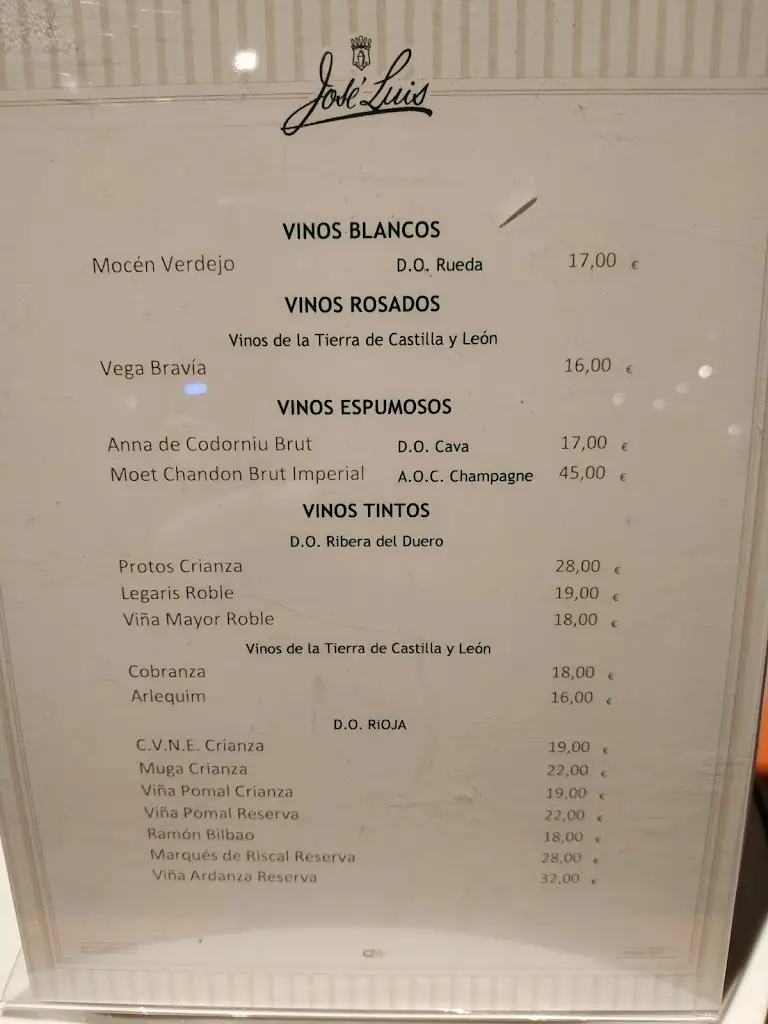 José Luis
VINOS BLANCOS
Mocén Verdejo D.O. Rueda 17,00 €
VINOS ROSADOS
Vinos de la Tierra de Castilla y León
Vega Bravía 16,00 €
VINOS ESPUMOSOS
Anna de Codorniu Brut D.O. Cava 17,00 €
Moet Chandon Brut Imperial A.O.C. Champagne 45,00 €
VINOS TINTOS
D.O. Ribera del Duero
Protos Crianza 28,00 €
Legaris Roble 19,00 €
Viña Mayor Roble 18,00 €
Vinos de la Tierra de Castilla y León
Cobranza 18,00 €
Arlequim 16,00 €
D.O. RiOJA
C.V.N.E. Crianza 19,00 €
Muga Crianza 22,00 €
Viña Pomal Crianza 19,00 €
Viña Pomal Reserva 22,00 €
Ramón Bilbao 18,00 €
Marqués de Riscal Reserva 28,00 €
Viña Ardanza Reserva 32,00 €